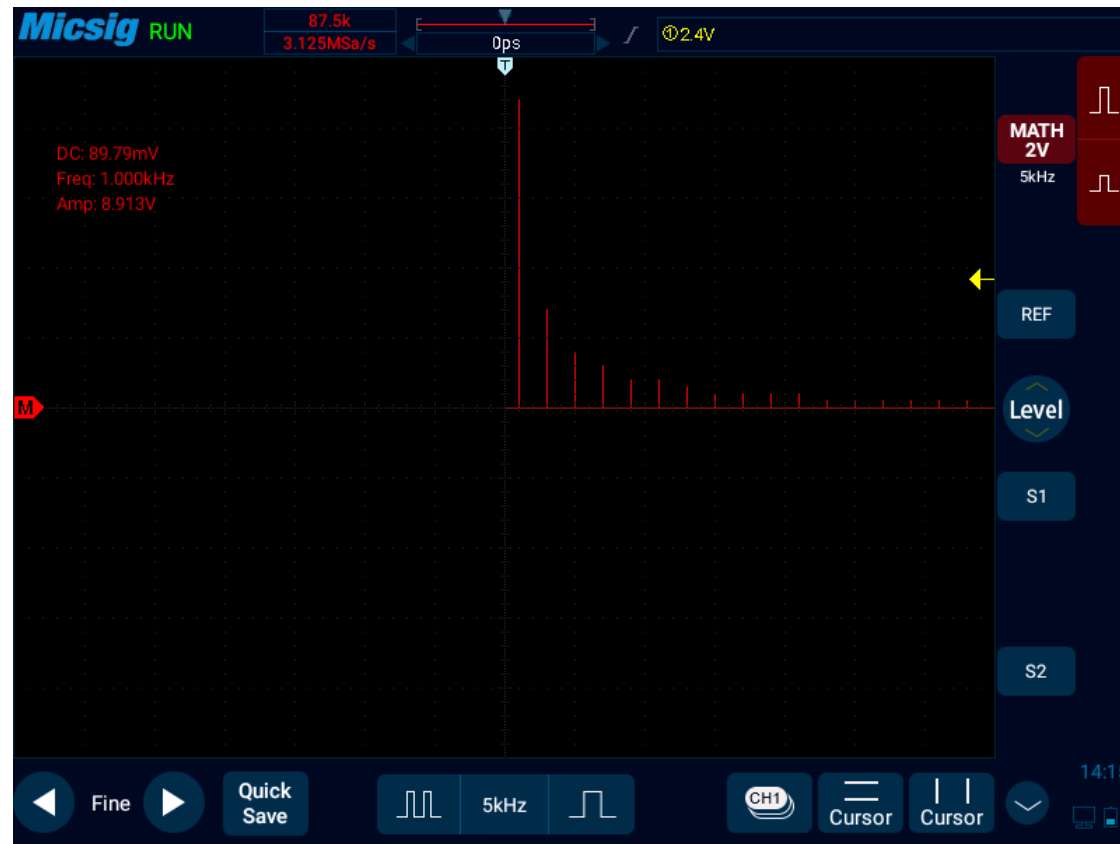 Micsig RUN
87.5k
3.125MSa/s
0ps
①2.4V
T
DC: 89.79mV
Freq: 1.000kHz
Amp: 8.913V
MATH
2V
5kHz
REF
M
Level
S1
S2
Fine
Quick
Save
5kHz
CH1
Cursor
Cursor